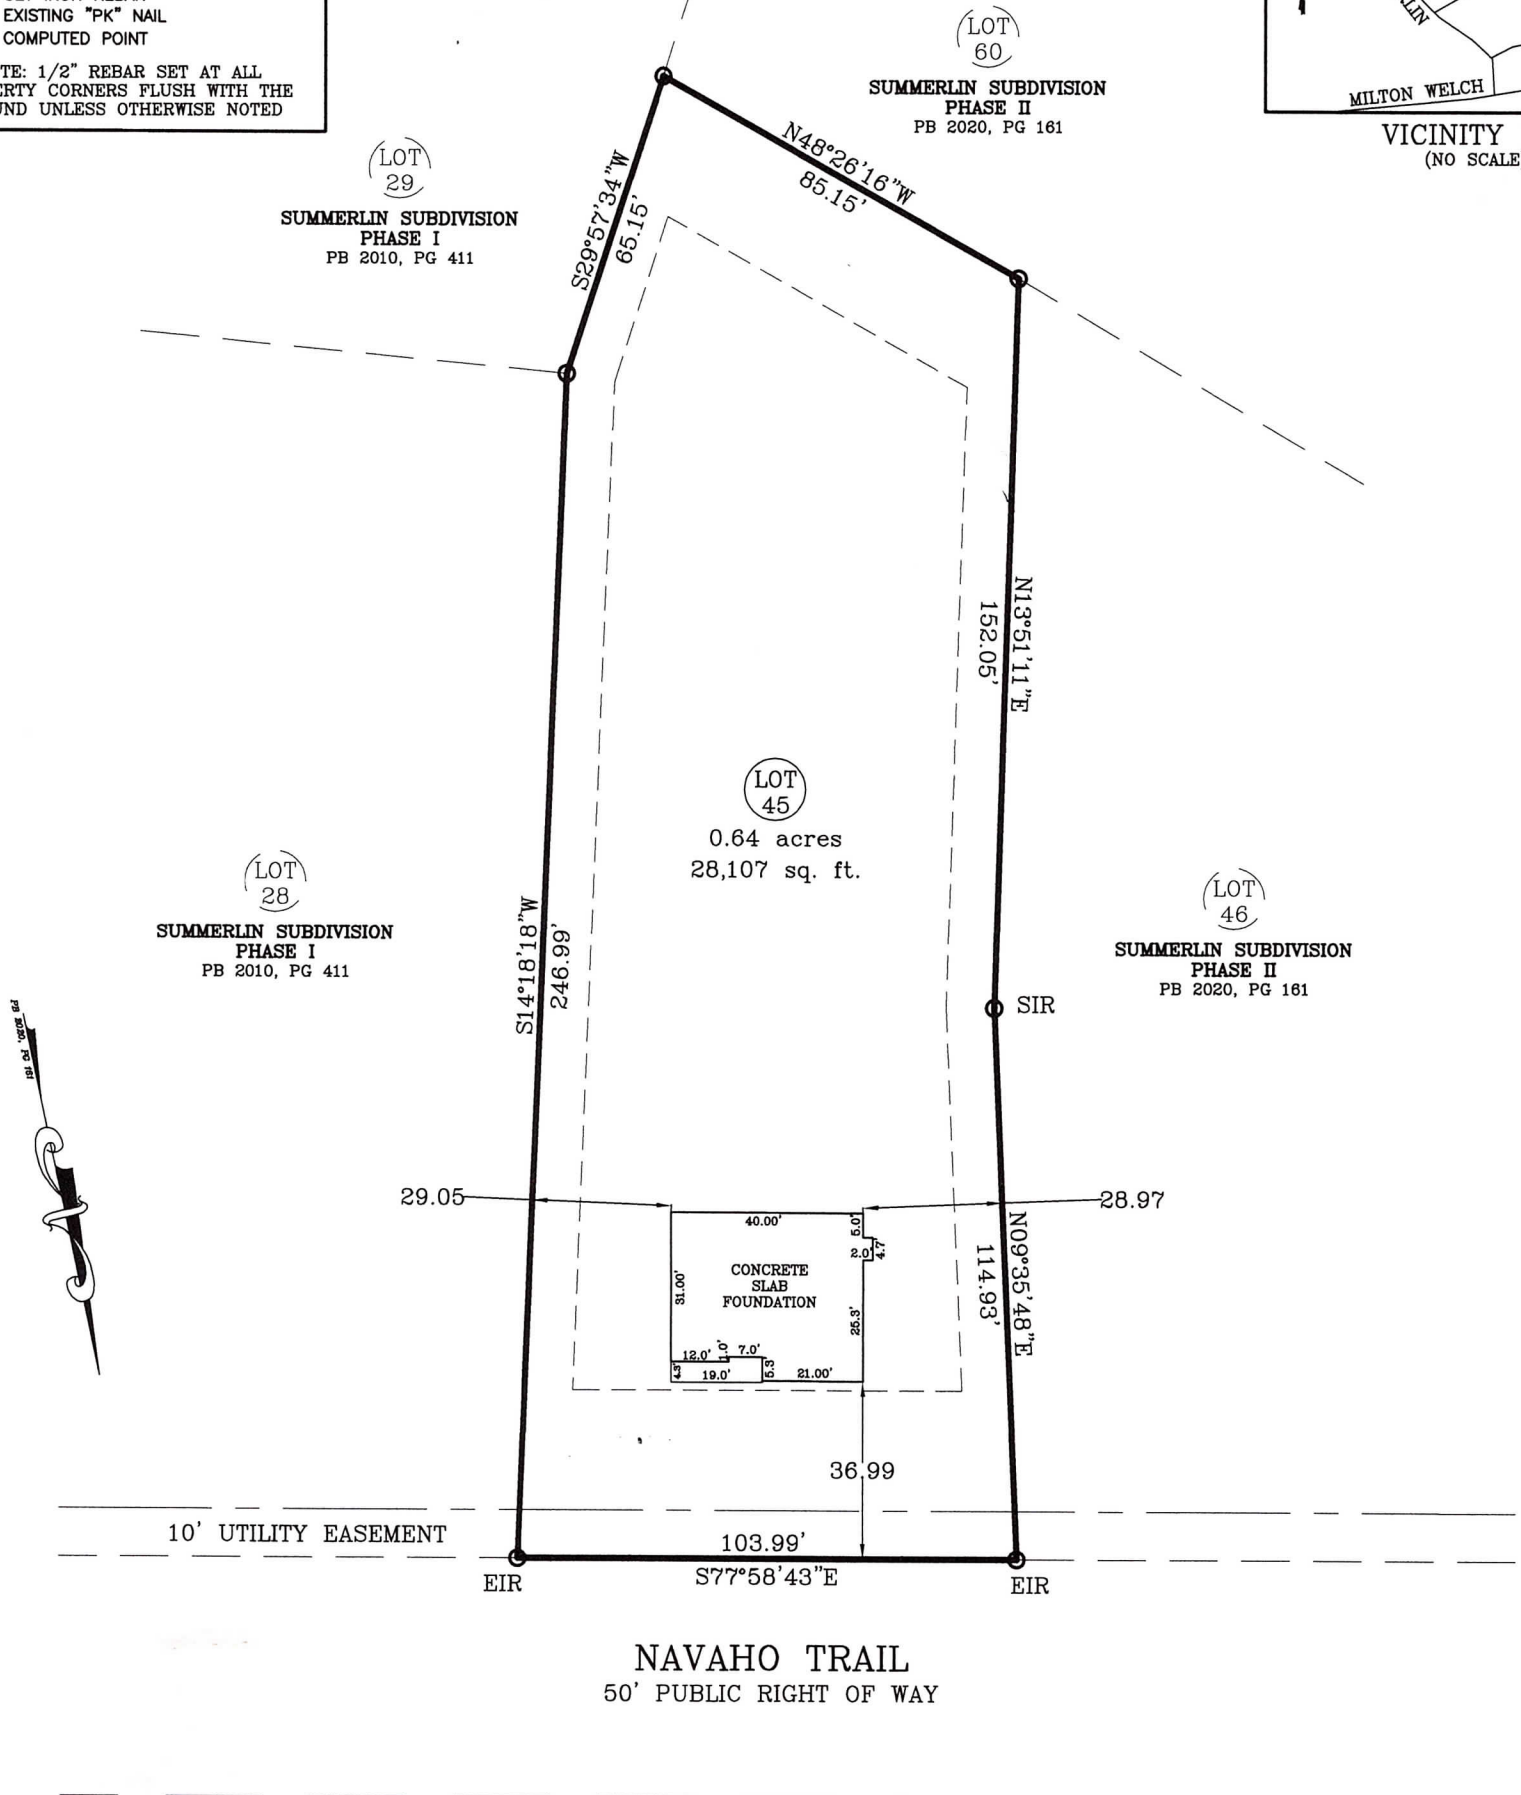 EXISTING "PK" NAIL
COMPUTED POINT
TE: 1/2" REBAR SET AT ALL
ERTY CORNERS FLUSH WITH THE
UND UNLESS OTHERWISE NOTED
LOT
60
SUMMERLIN SUBDIVISION
PHASE II
PB 2020, PG 161
LIN
MILTON WELCH
VICINITY
(NO SCALE
LOT
29
SUMMERLIN SUBDIVISION
PHASE I
PB 2010, PG 411
S29°57'34"W
65.15'
N48°26'16"W
85.15'
N13°51'11"E
152.05'
LOT
45
0.64 acres
28,107 sq. ft.
LOT
28
SUMMERLIN SUBDIVISION
PHASE I
PB 2010, PG 411
S14°18'18"W
246.99'
LOT
46
SUMMERLIN SUBDIVISION
PHASE II
PB 2020, PG 161
PB 2020, PG 161
SIR
29.05
28.97
40.00'
5.0'
2.0'
4.7'
CONCRETE
SLAB
FOUNDATION
31.00'
25.3'
12.0'
1.0'
7.0'
4.3'
19.0'
5.3
21.00'
N09°35'48"E
114.93'
36.99
10' UTILITY EASEMENT
103.99'
S77°58'43"E
EIR
EIR
NAVAHO TRAIL
50' PUBLIC RIGHT OF WAY